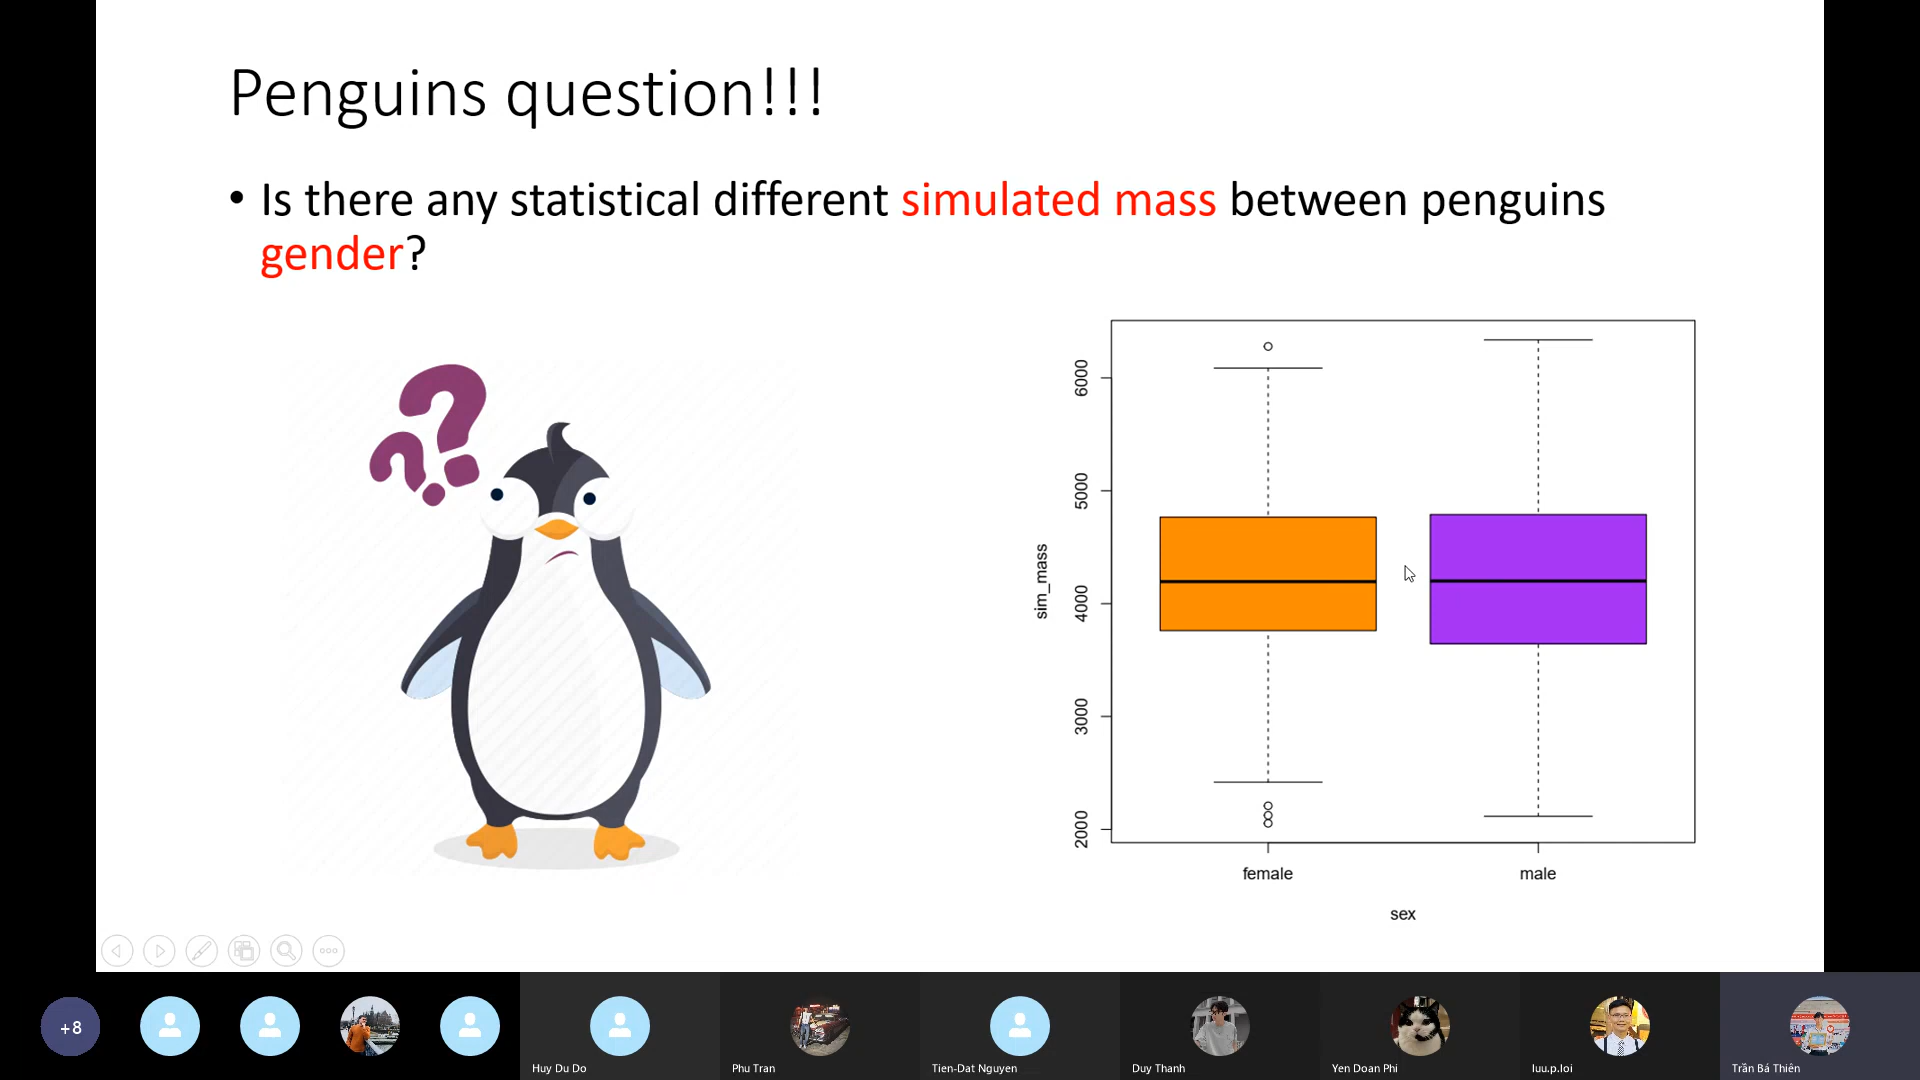 Penguins question!!!
• Is there any statistical different simulated mass between penguins
gender?
6000
5000
4000
3000
2000
sim_mass
female male
sex
+8
Huy Du Do
Phu Tran
Tien-Dat Nguyen
Duy Thanh
Yen Doan Phi
luu.p.loi
Trần Bá Thiên